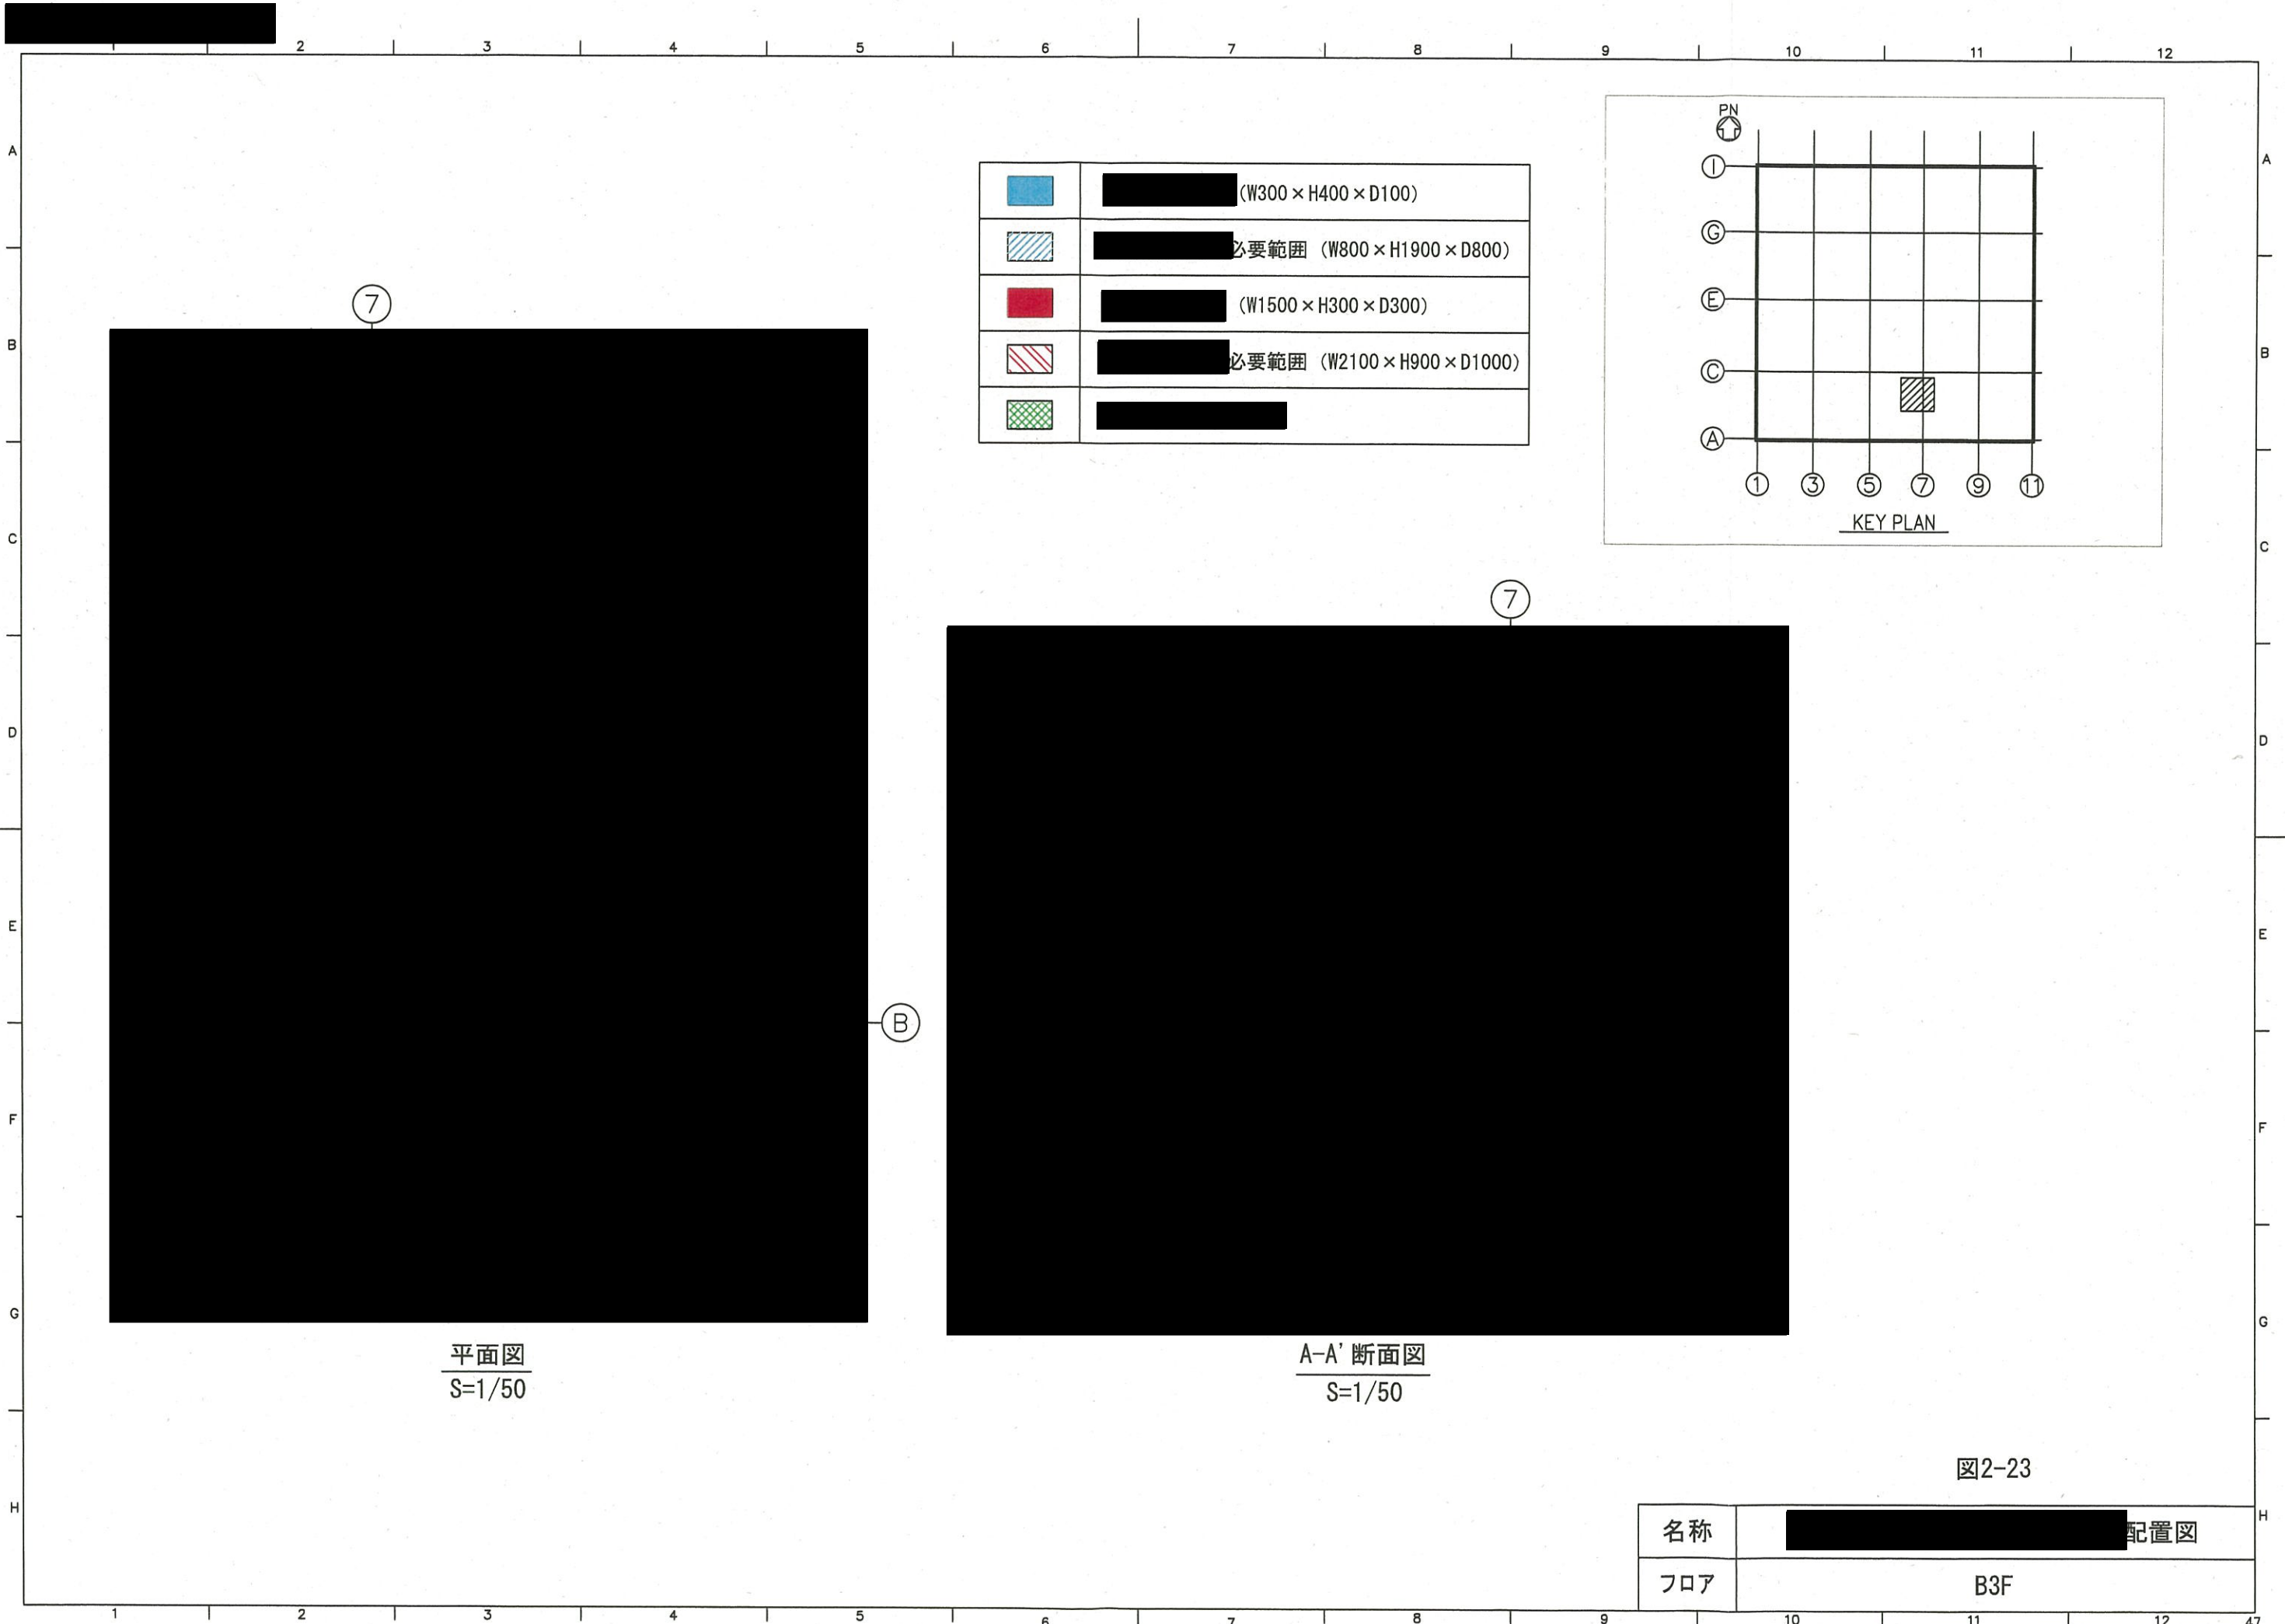 2 3 4 5 6 7 8 9 10 11 12
A
B
C
D
E
F
G
H
A
B
C
D
E
F
G
H
(W300×H400×D100)
必要範囲 (W800×H1900×D800)
(W1500×H300×D300)
必要範囲 (W2100×H900×D1000)
PN
I
G
E
C
A
1 3 5 7 9 11
KEY PLAN
7
B
平面図
S=1/50
7
A-A'断面図
S=1/50
図2-23
名称 配置図
フロア B3F
1 2 3 4 5 6 7 8 9 10 11 12 47